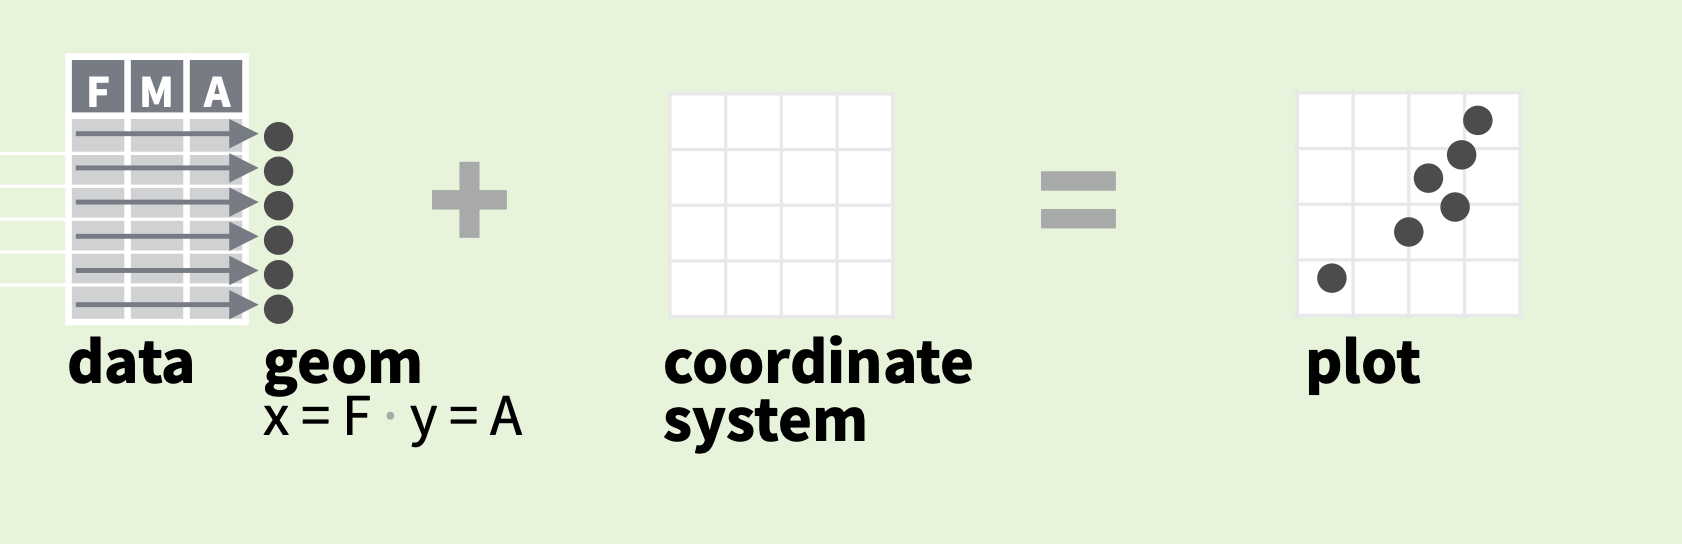 F M A
data geom
x = F · y = A
coordinate
system
plot